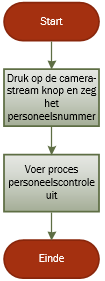 Start
Druk op de camera-
stream knop en zeg
het
personeelsnummer
Voer proces
personeelscontrole
uit
Einde